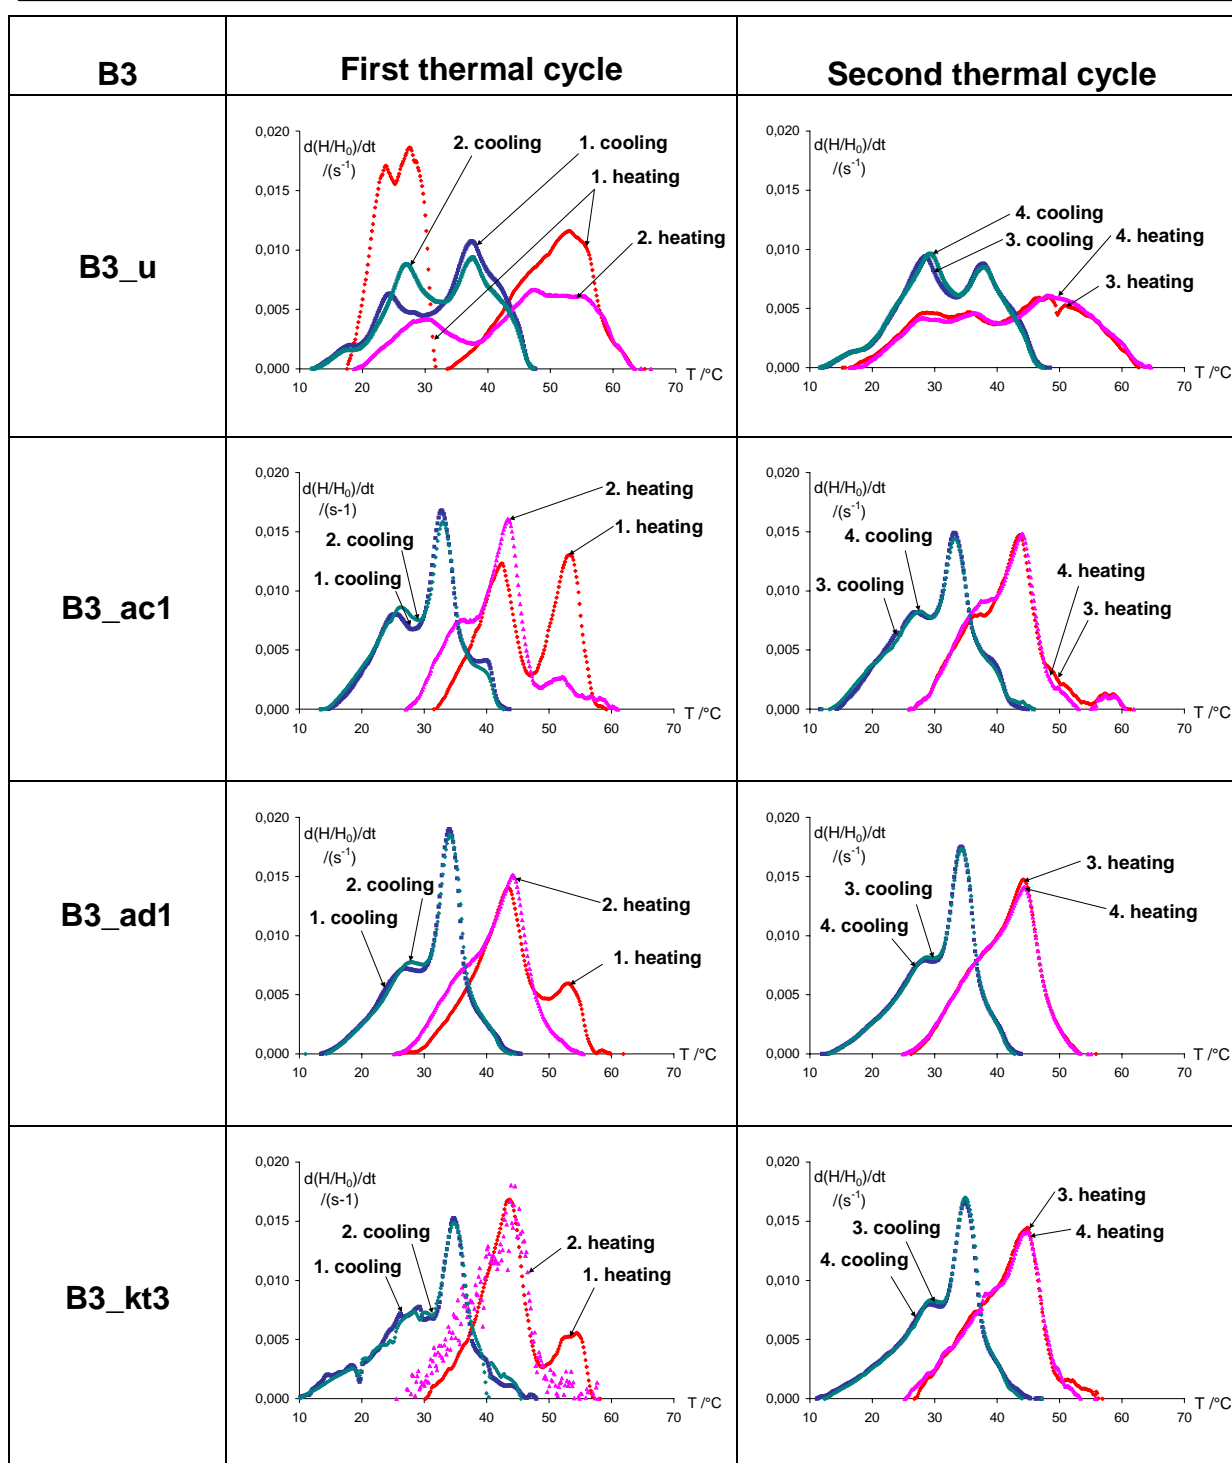 B3
First thermal cycle
Second thermal cycle
B3_u
0,020
0,015
0,010
0,005
0,000
d(H/H0)/dt
/(s-1)
2. cooling
1. cooling
1. heating
2. heating
10 20 30 40 50 60 70
T /°C
0,020
0,015
0,010
0,005
0,000
d(H/H0)/dt
/(s-1)
4. cooling
3. cooling
4. heating
3. heating
10 20 30 40 50 60 70
T /°C
B3_ac1
0,020
0,015
0,010
0,005
0,000
d(H/H0)/dt
/(s-1)
2. cooling
1. cooling
2. heating
1. heating
10 20 30 40 50 60 70
T /°C
0,020
0,015
0,010
0,005
0,000
d(H/H0)/dt
/(s-1)
4. cooling
3. cooling
4. heating
3. heating
10 20 30 40 50 60 70
T /°C
B3_ad1
0,020
0,015
0,010
0,005
0,000
d(H/H0)/dt
/(s-1)
2. cooling
1. cooling
2. heating
1. heating
10 20 30 40 50 60 70
T /°C
0,020
0,015
0,010
0,005
0,000
d(H/H0)/dt
/(s-1)
3. cooling
4. cooling
3. heating
4. heating
10 20 30 40 50 60 70
T /°C
B3_kt3
0,020
0,015
0,010
0,005
0,000
d(H/H0)/dt
/(s-1)
2. cooling
1. cooling
2. heating
1. heating
10 20 30 40 50 60 70
T /°C
0,020
0,015
0,010
0,005
0,000
d(H/H0)/dt
/(s-1)
3. cooling
4. cooling
3. heating
4. heating
10 20 30 40 50 60 70
T /°C